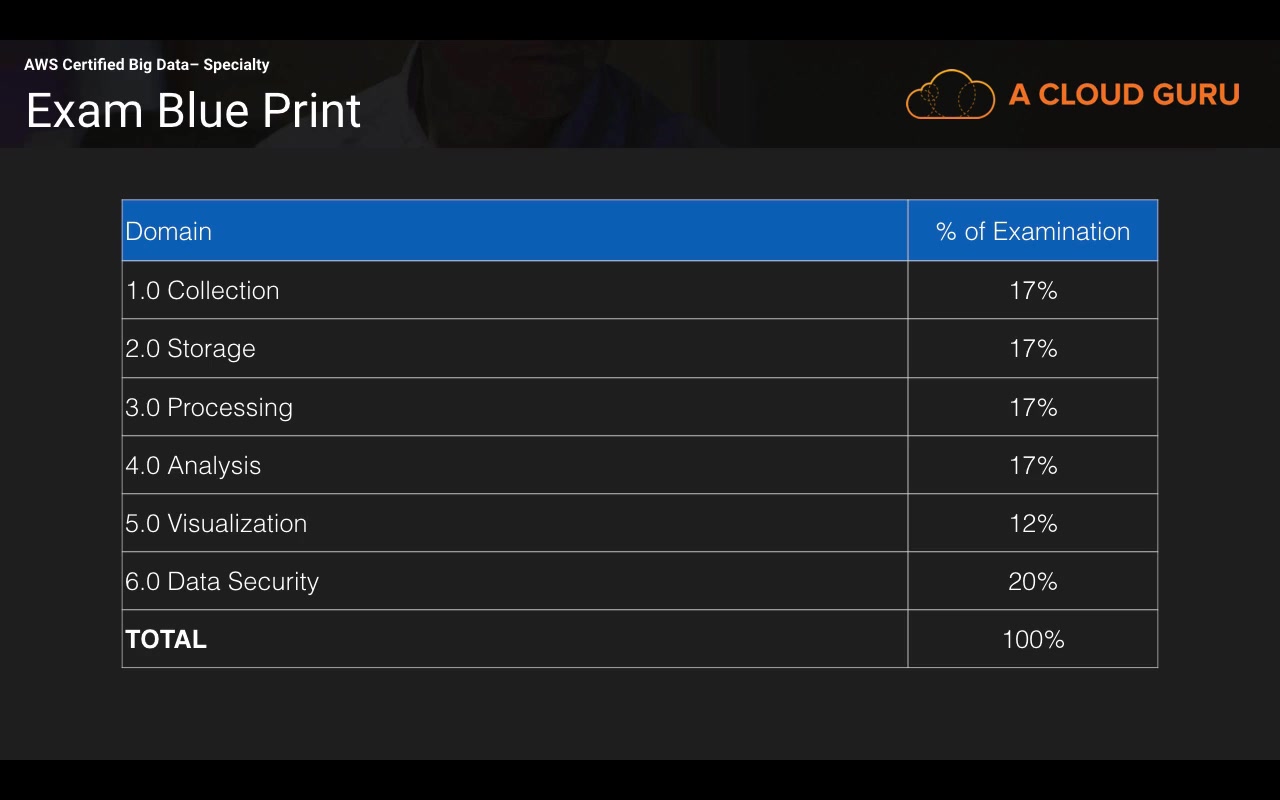 AWS Certified Big Data– Specialty
Exam Blue Print
A CLOUD GURU
Domain % of Examination
1.0 Collection 17%
2.0 Storage 17%
3.0 Processing 17%
4.0 Analysis 17%
5.0 Visualization 12%
6.0 Data Security 20%
TOTAL 100%